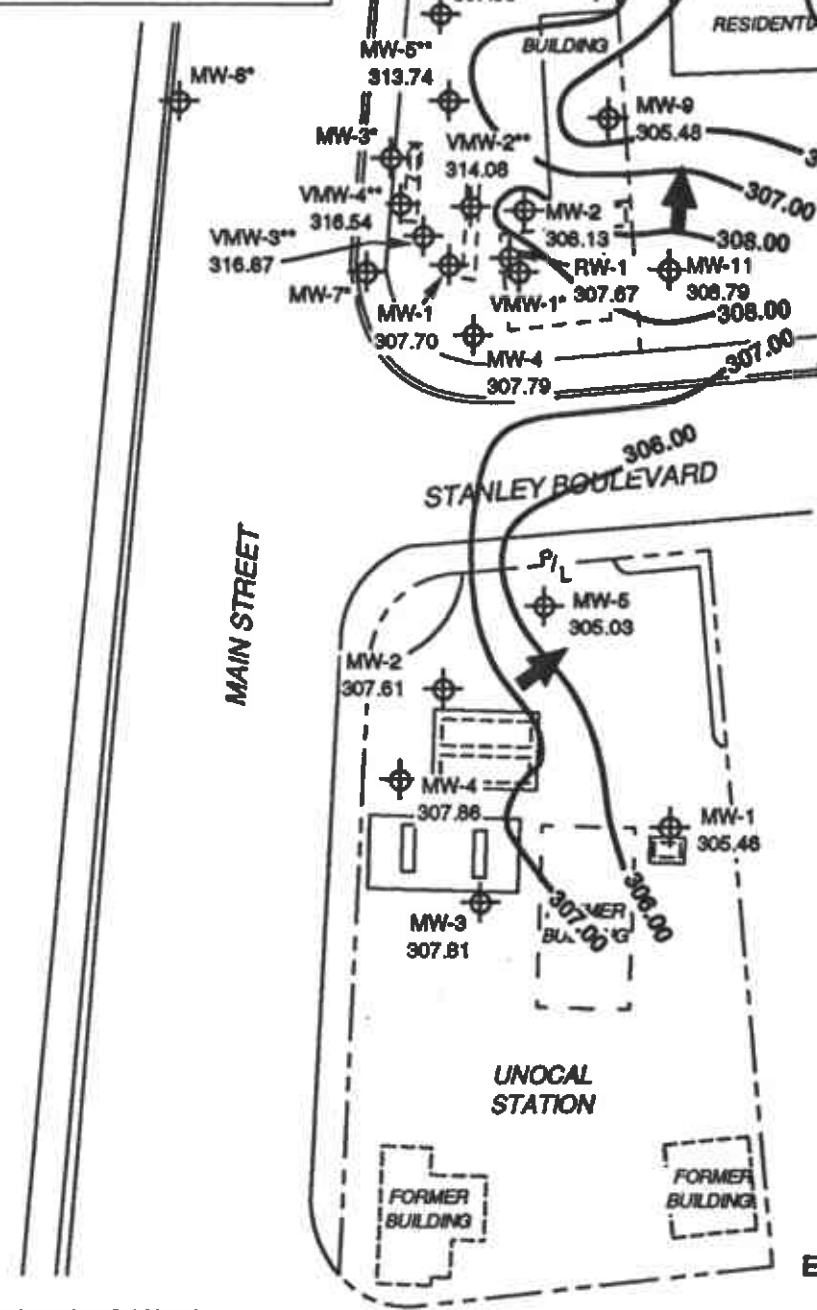 RESIDENTI
BUILDING
MW-5**
313.74
MW-6*
MW-9
305.48
MW-3*
VMW-2**
314.08
307.00
VMW-4**
316.54
MW-2
308.13
308.00
VMW-3**
316.87
RW-1
307.67
MW-11
308.79
MW-7*
VMW-1*
MW-1
307.70
308.00
MW-4
307.79
307.00
306.00
STANLEY BOULEVARD
MAIN STREET
P/L
MW-5
305.03
MW-2
307.61
MW-4
307.86
MW-1
305.46
MW-3
307.81
307.00
306.00
UNOCAL
STATION
FORMER
BUILDING
FORMER
BUILDING
E